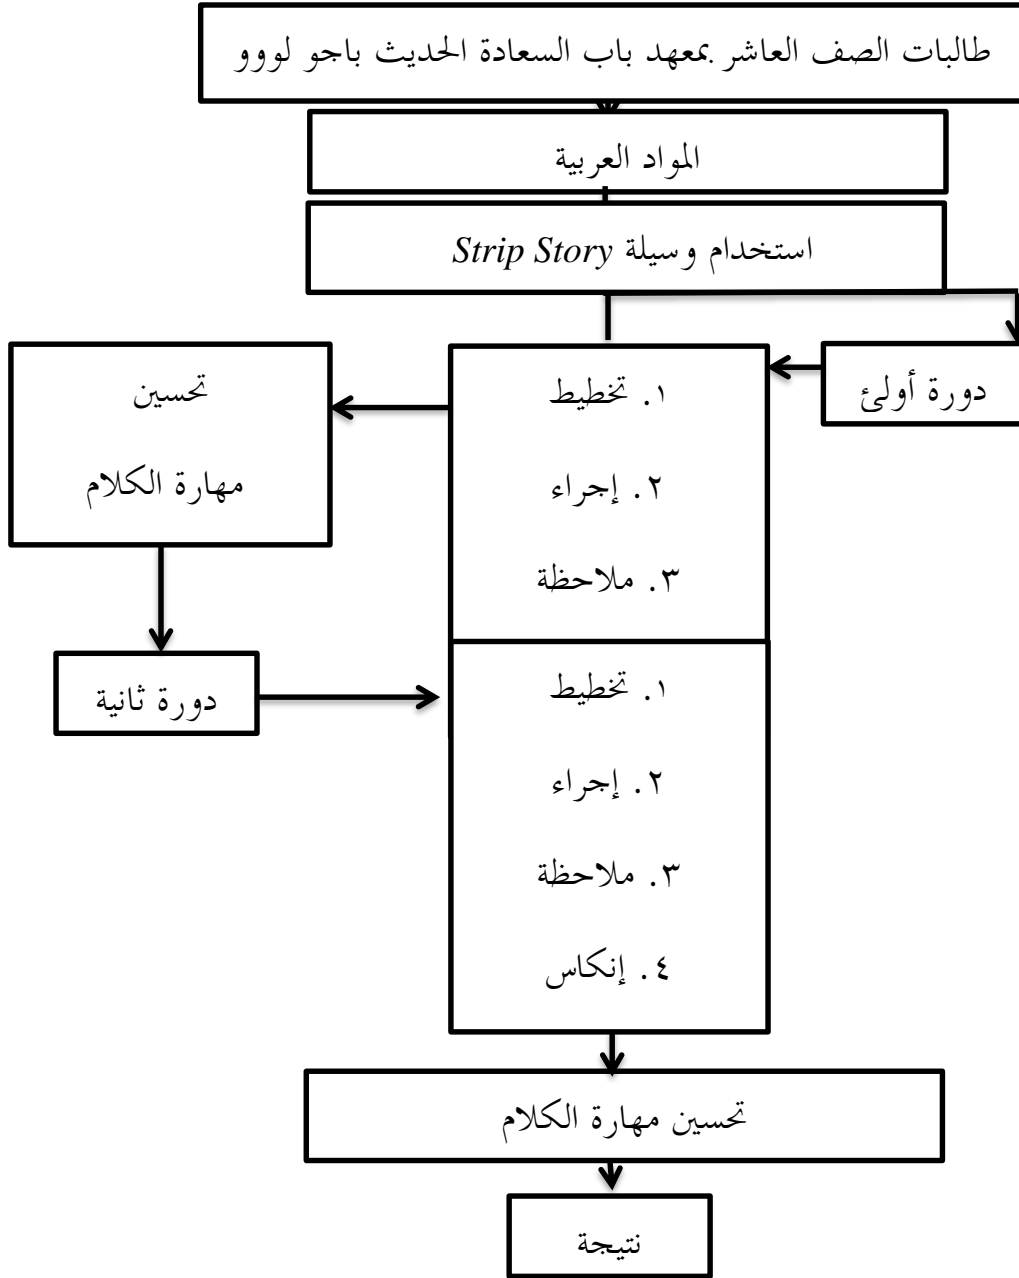 طالبات الصف العاشر بمعهد باب السعادة الحديث باجو لووو
المواد العربية
استخدام وسيلة Strip Story
دورة أولئ
١. تخطيط
٢. إجراء
٣. ملاحظة
تحسين
مهارة الكلام
دورة ثانية
١. تخطيط
٢. إجراء
٣. ملاحظة
٤. إنكاس
تحسين مهارة الكلام
نتيجة